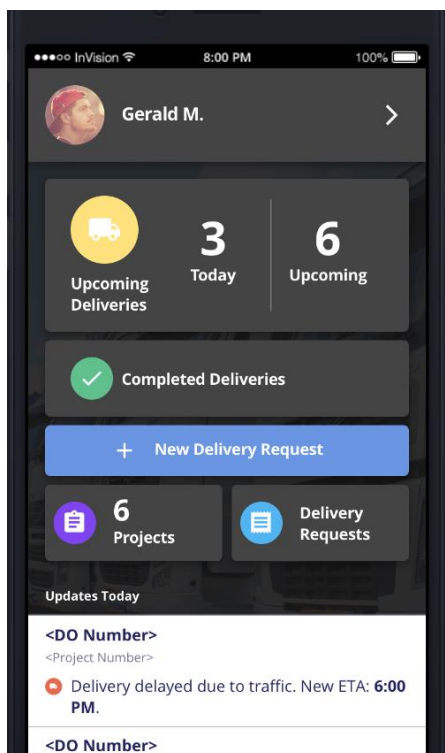 InVision
8:00 PM
100%
Gerald M.
3
6
Today
Upcoming
Upcoming
Deliveries
Completed Deliveries
+ New Delivery Request
6
Projects
Delivery
Requests
Updates Today
<DO Number>
<Project Number>
Delivery delayed due to traffic. New ETA: 6:00
PM.
<DO Number>